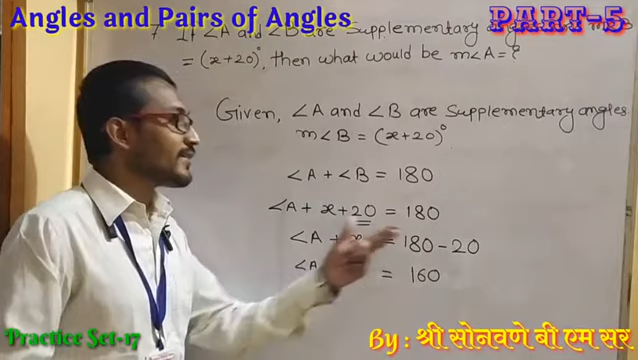 Angles and Pairs of Angles
PART-5
7. If ∠A and ∠B are Supplementary
= (x+20)°, then what would be m∠A=?
Given, ∠A and ∠B are Supplementary angles.
m∠B = (x+20)°
∠A + ∠B = 180
∠A + x+20 = 180
∠A + x = 180-20
∠A = 160
Practice Set-17
By : श्री सोनवणे बी एम सर